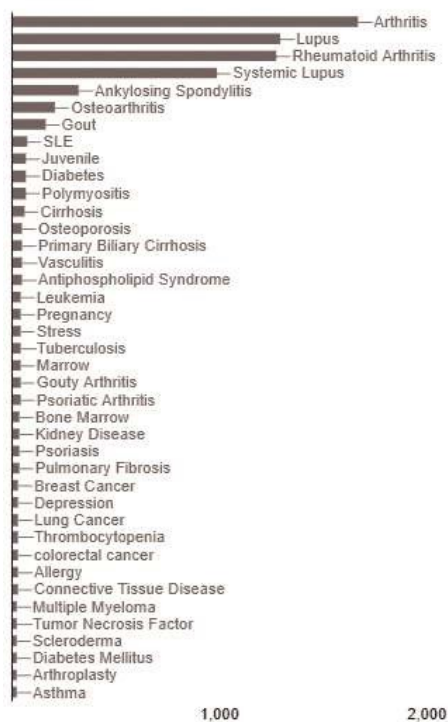 Arthritis
Lupus
Rheumatoid Arthritis
Systemic Lupus
Ankylosing Spondylitis
Osteoarthritis
Gout
SLE
Juvenile
Diabetes
Polymyositis
Cirrhosis
Osteoporosis
Primary Biliary Cirrhosis
Vasculitis
Antiphospholipid Syndrome
Leukemia
Pregnancy
Stress
Tuberculosis
Marrow
Gouty Arthritis
Psoriatic Arthritis
Bone Marrow
Kidney Disease
Psoriasis
Pulmonary Fibrosis
Breast Cancer
Depression
Lung Cancer
Thrombocytopenia
colorectal cancer
Allergy
Connective Tissue Disease
Multiple Myeloma
Tumor Necrosis Factor
Scleroderma
Diabetes Mellitus
Arthroplasty
Asthma
1,000 2,000